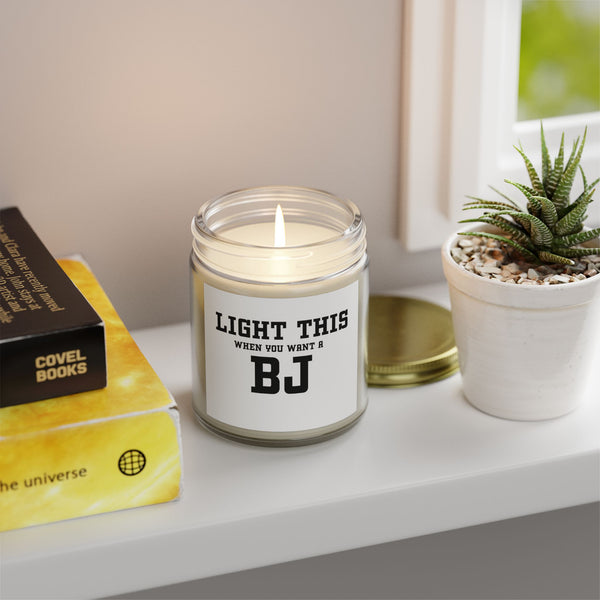 COVEL
BOOKS
he universe
LIGHT THIS
WHEN YOU WANT A
BJ